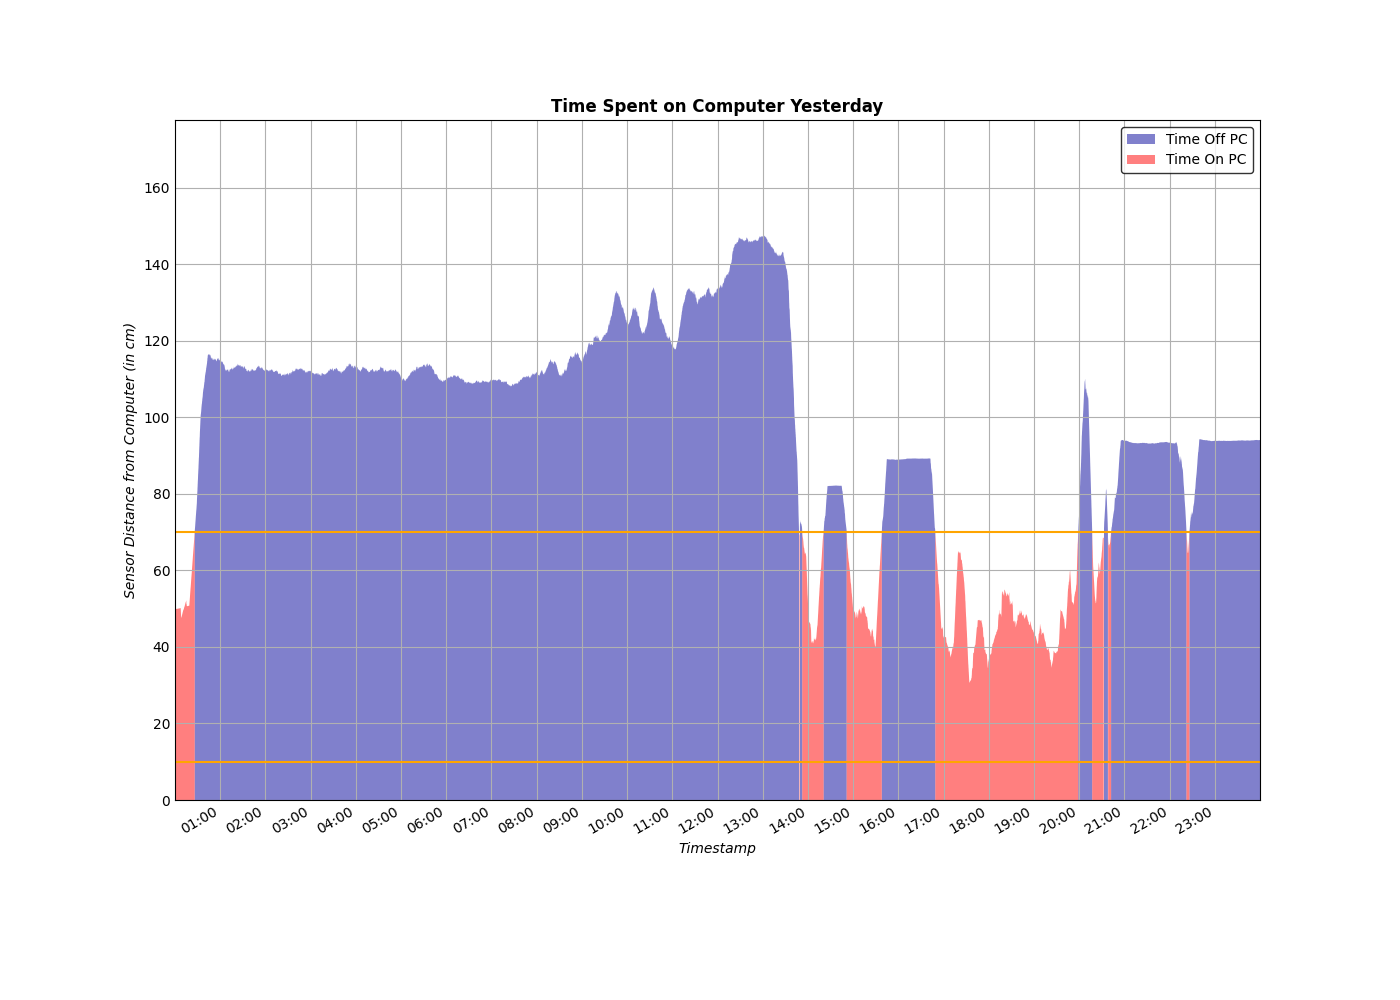 Time Spent on Computer Yesterday
Time Off PC
Time On PC
Sensor Distance from Computer (in cm)
160
140
120
100
80
60
40
20
0
01:00 02:00 03:00 04:00 05:00 06:00 07:00 08:00 09:00 10:00 11:00 12:00 13:00 14:00 15:00 16:00 17:00 18:00 19:00 20:00 21:00 22:00 23:00
Timestamp